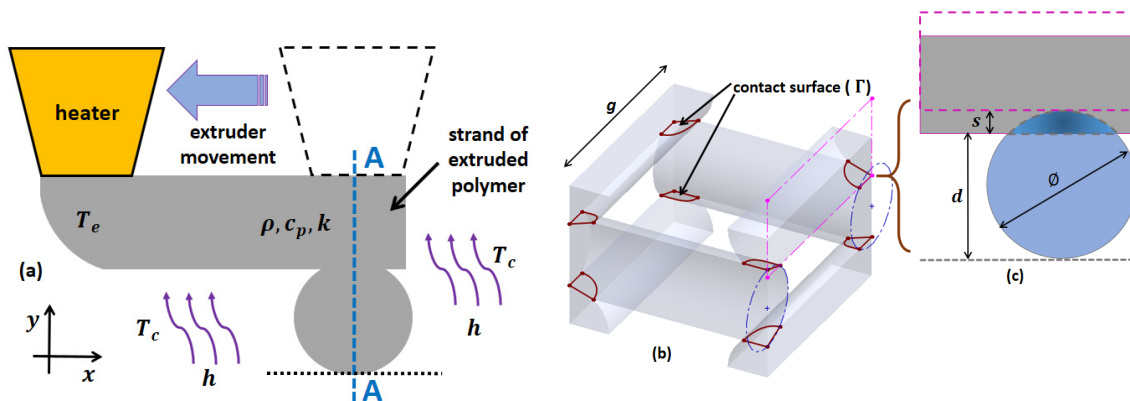 heater
extruder
movement
A
strand of
extruded
polymer
T_e
ρ, c_p, k
(a)
T_c
h
T_c
h
y
x
A
g
contact surface ( Γ)
(b)
s
d
Ø
(c)